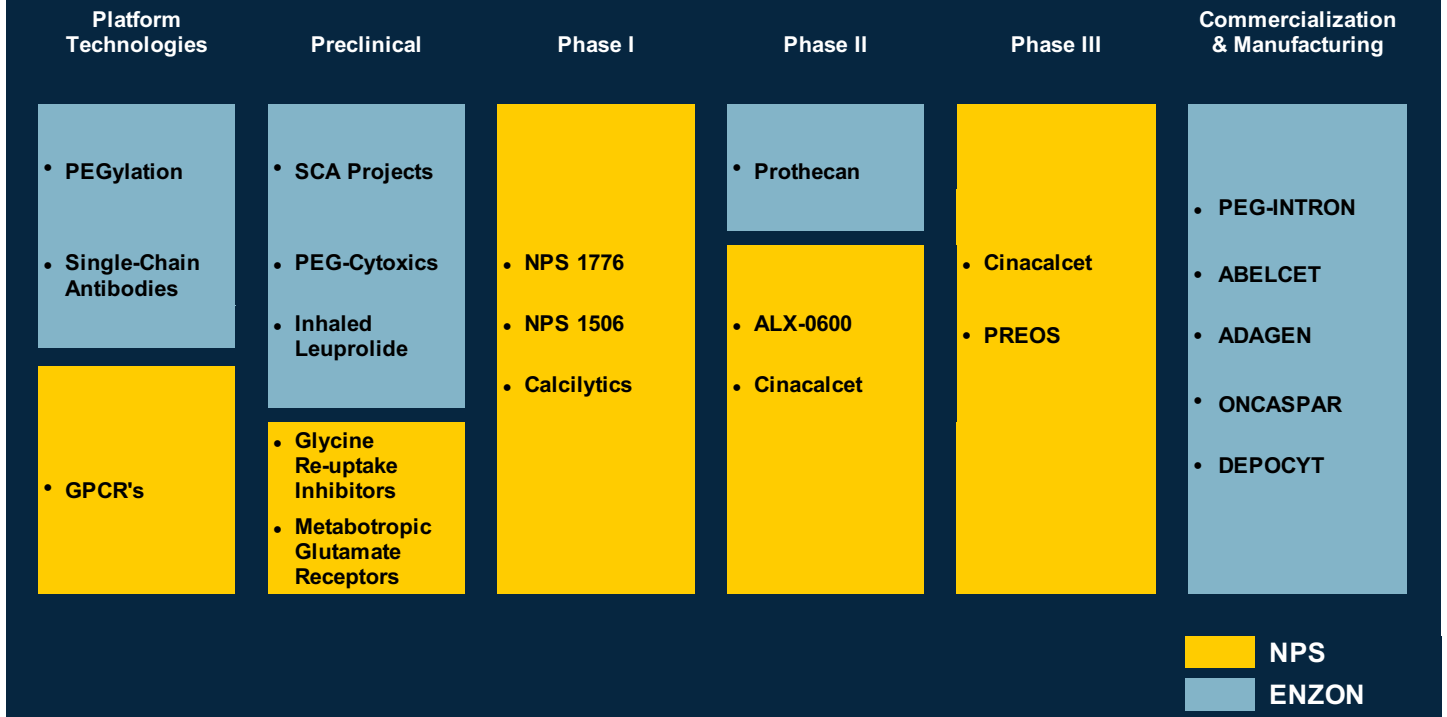 Platform
Technologies
Preclinical
Phase I
Phase II
Phase III
Commercialization
& Manufacturing
• PEGylation
• Single-Chain
Antibodies
• GPCR's
• SCA Projects
• PEG-Cytoxics
• Inhaled
Leuprolide
• Glycine
Re-uptake
Inhibitors
• Metabotropic
Glutamate
Receptors
• NPS 1776
• NPS 1506
• Calcilytics
• Prothecan
• ALX-0600
• Cinacalcet
• Cinacalcet
• PREOS
• PEG-INTRON
• ABELCET
• ADAGEN
• ONCASPAR
• DEPOCYT
NPS
ENZON